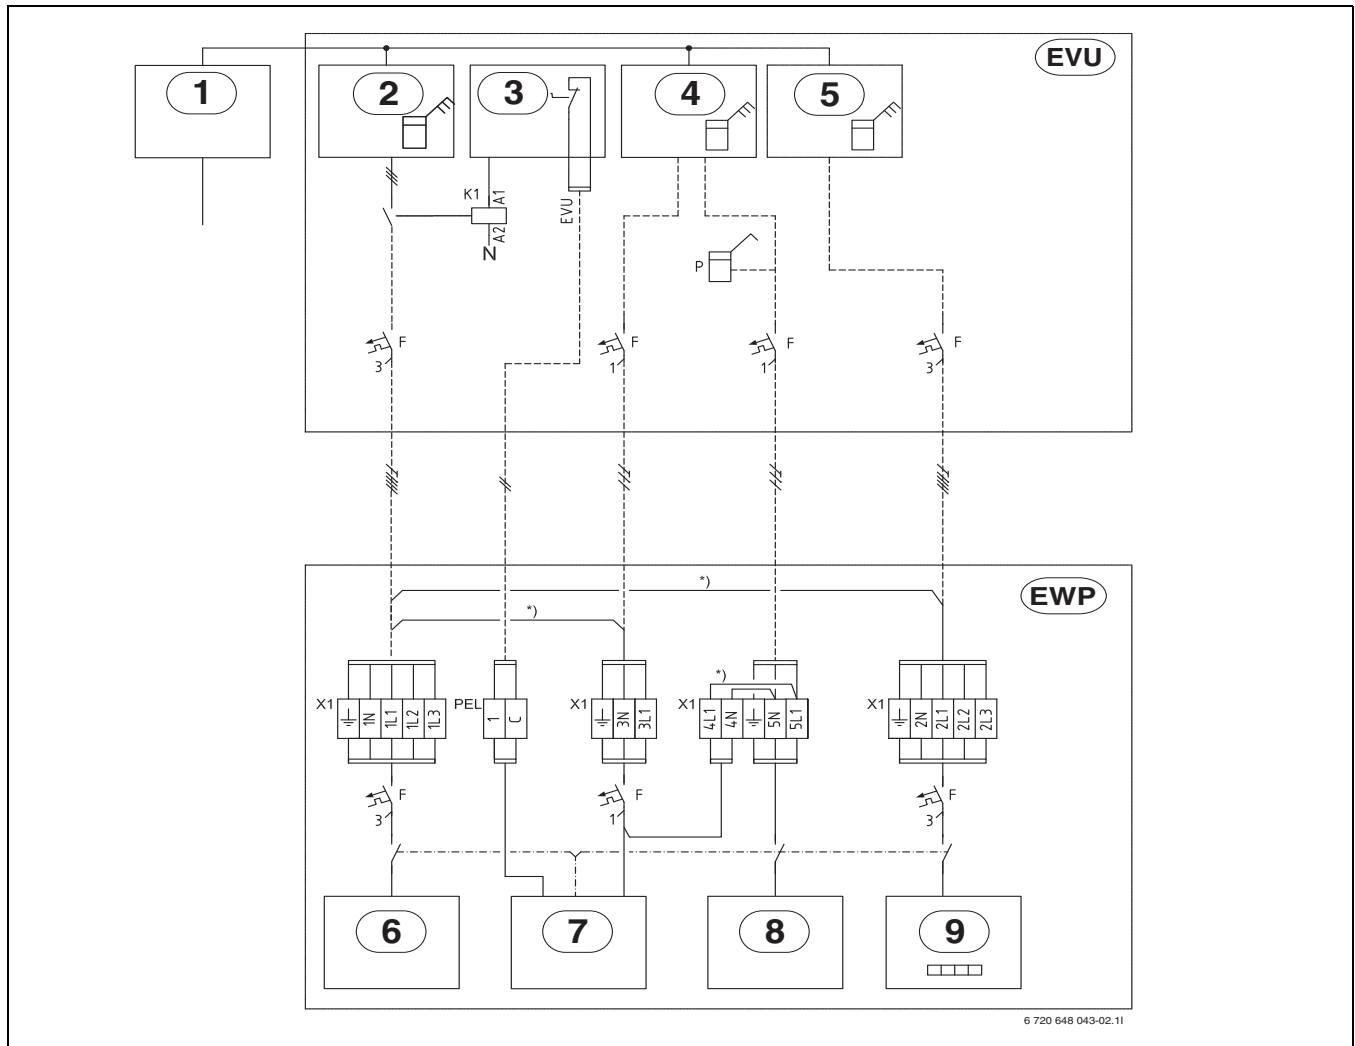 EVU
1
2
3
4
5
K1
A1
A2
N
EVU
P
F
3
F
1
F
1
F
3
EWP
*)
*)
*)
X1
1N
1L1
1L2
1L3
PEL
1
C
X1
3N
3L1
X1
4L1
4N
5N
5L1
X1
2N
2L1
2L2
2L3
F
3
F
1
F
3
6
7
8
9
6 720 648 043-02.1I